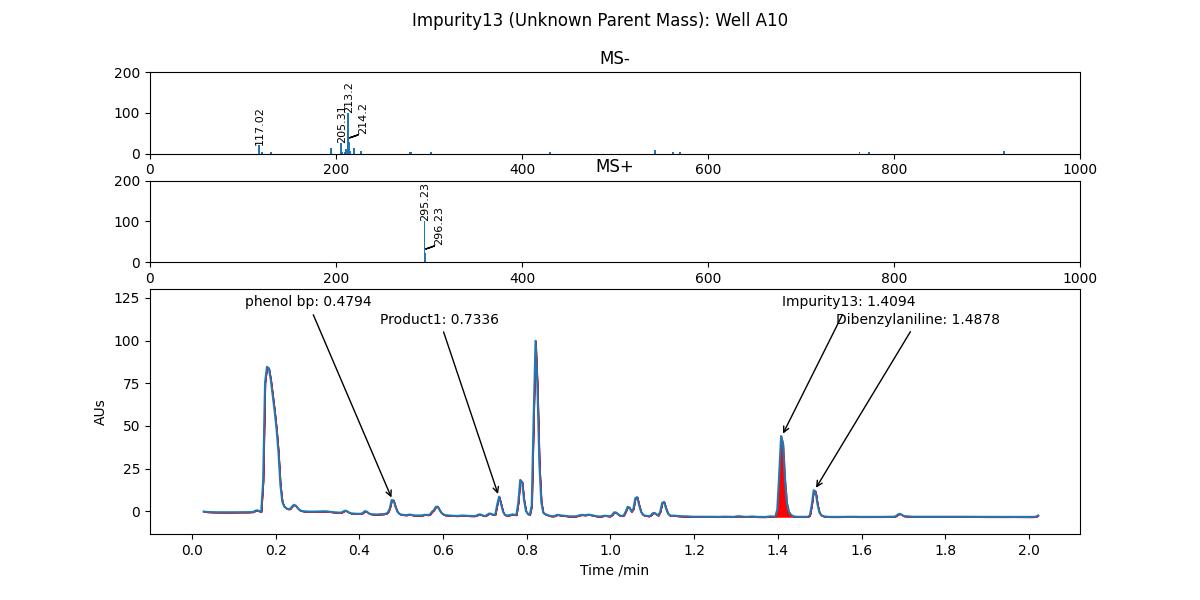 Impurity13 (Unknown Parent Mass): Well A10
MS-
200
100
0
117.02
205.31
213.2
214.2
0 200 400 600 800 1000
MS+
200
100
0
295.23
296.23
0 200 400 600 800 1000
phenol bp: 0.4794
Impurity13: 1.4094
Product1: 0.7336
Dibenzylaniline: 1.4878
125
100
75
50
25
0
AUs
0.0 0.2 0.4 0.6 0.8 1.0 1.2 1.4 1.6 1.8 2.0
Time /min